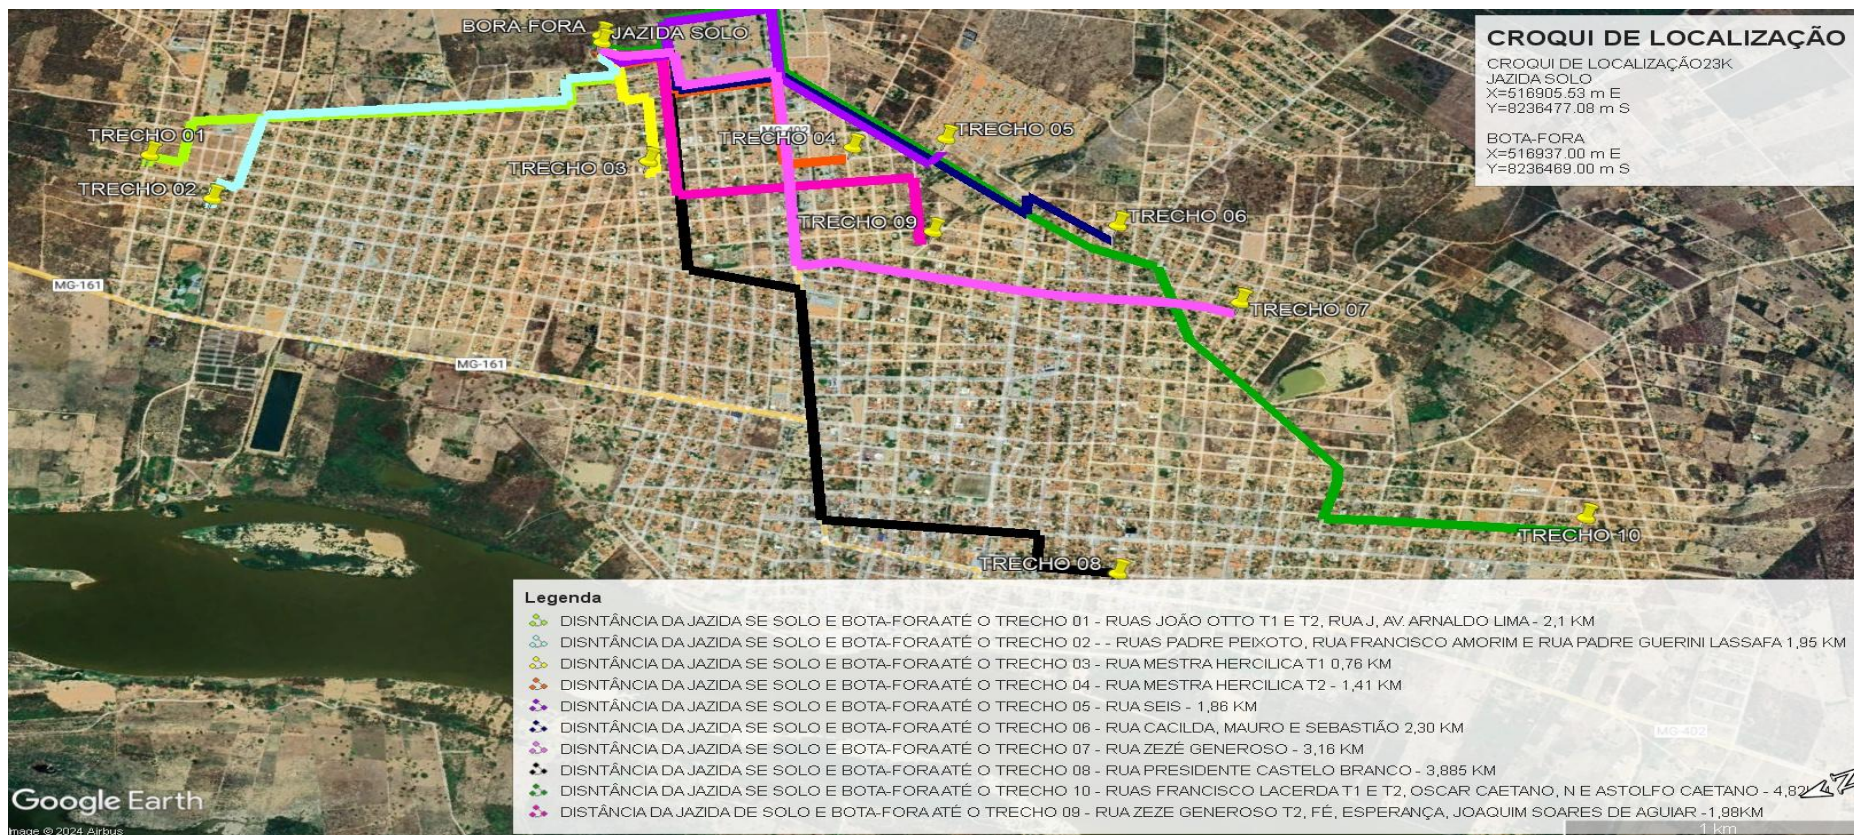 BORA-FORA
JAZIDA SOLO
CROQUI DE LOCALIZAÇÃO
CROQUI DE LOCALIZAÇÃO23K
JAZIDA SOLO
X=516905.53 m E
Y=8236477.08 m S
BOTA-FORA
X=516937.00 m E
Y=8236469.00 m S
TRECHO 01
TRECHO 02
TRECHO 03
MG-402
TRECHO 04
TRECHO 05
TRECHO 06
TRECHO 09
TRECHO 07
MG-161
MG-161
TRECHO 10
TRECHO 08
Legenda
DISNTÂNCIA DA JAZIDA SE SOLO E BOTA-FORA ATÉ O TRECHO 01 - RUAS JOÃO OTTO T1 E T2, RUA J, AV. ARNALDO LIMA - 2,1 KM
DISNTÂNCIA DA JAZIDA SE SOLO E BOTA-FORA ATÉ O TRECHO 02 - - RUAS PADRE PEIXOTO, RUA FRANCISCO AMORIM E RUA PADRE GUERINI LASSAFA 1,95 KM
DISNTÂNCIA DA JAZIDA SE SOLO E BOTA-FORA ATÉ O TRECHO 03 - RUA MESTRA HERCILICA T1 0,76 KM
DISNTÂNCIA DA JAZIDA SE SOLO E BOTA-FORA ATÉ O TRECHO 04 - RUA MESTRA HERCILICA T2 - 1,41 KM
DISNTÂNCIA DA JAZIDA SE SOLO E BOTA-FORA ATÉ O TRECHO 05 - RUA SEIS - 1,86 KM
DISNTÂNCIA DA JAZIDA SE SOLO E BOTA-FORA ATÉ O TRECHO 06 - RUA CACILDA, MAURO E SEBASTIÃO 2,30 KM
DISNTÂNCIA DA JAZIDA SE SOLO E BOTA-FORA ATÉ O TRECHO 07 - RUA ZEZÉ GENEROSO - 3,16 KM
DISNTÂNCIA DA JAZIDA SE SOLO E BOTA-FORA ATÉ O TRECHO 08 - RUA PRESIDENTE CASTELO BRANCO - 3,885 KM
DISNTÂNCIA DA JAZIDA SE SOLO E BOTA-FORA ATÉ O TRECHO 10 - RUAS FRANCISCO LACERDA T1 E T2, OSCAR CAETANO, N E ASTOLFO CAETANO - 4,82
DISTÂNCIA DA JAZIDA DE SOLO E BOTA-FORA ATÉ O TRECHO 09 - RUA ZEZE GENEROSO T2, FÉ, ESPERANÇA, JOAQUIM SOARES DE AGUIAR -1,98KM
MG-402
Google Earth
Image © 2024 Airbus
1 km